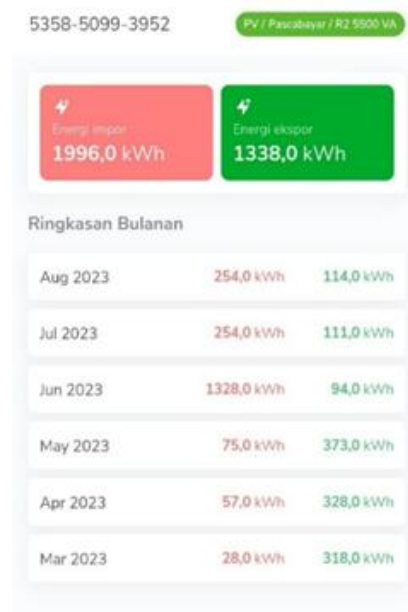 5358-5099-3952 PV / Pascabayar / R2 5500 VA
Energi impor Energi ekspor
1996,0 kWh 1338,0 kWh
Ringkasan Bulanan
Aug 2023 254,0 kWh 114,0 kWh
Jul 2023 254,0 kWh 111,0 kWh
Jun 2023 1328,0 kWh 94,0 kWh
May 2023 75,0 kWh 373,0 kWh
Apr 2023 57,0 kWh 328,0 kWh
Mar 2023 28,0 kWh 318,0 kWh